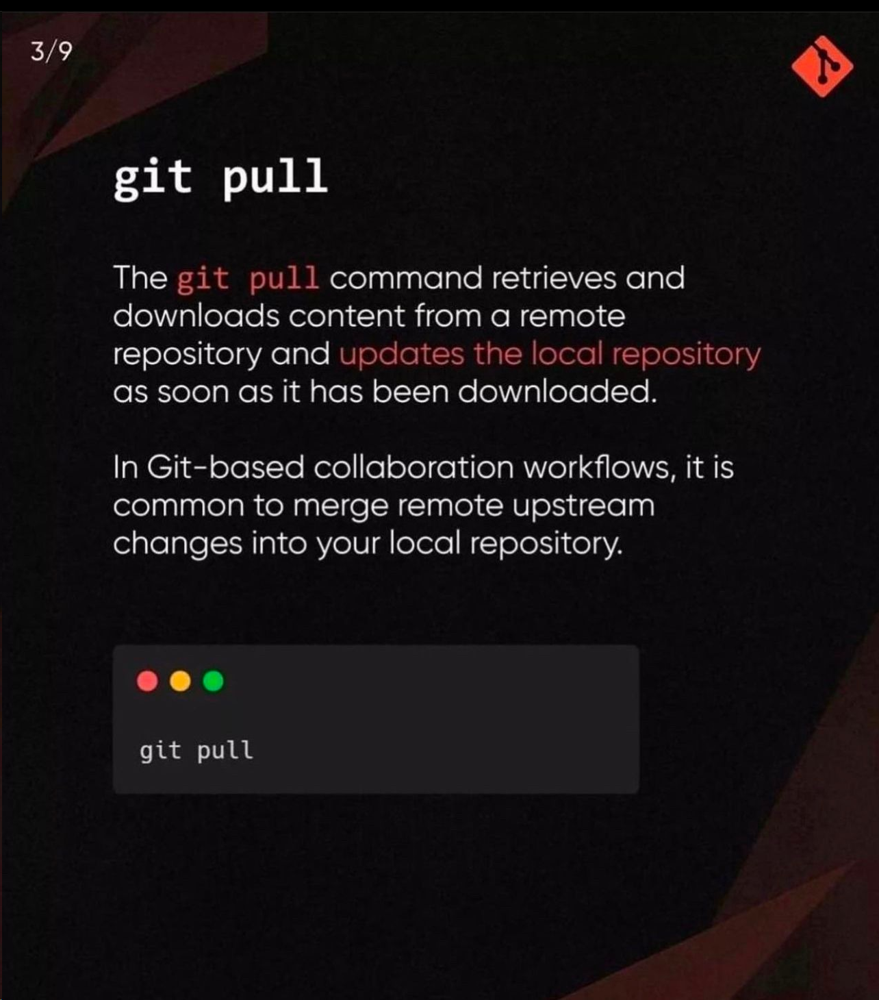 3/9
git pull
The git pull command retrieves and
downloads content from a remote
repository and updates the local repository
as soon as it has been downloaded.
In Git-based collaboration workflows, it is
common to merge remote upstream
changes into your local repository.
git pull